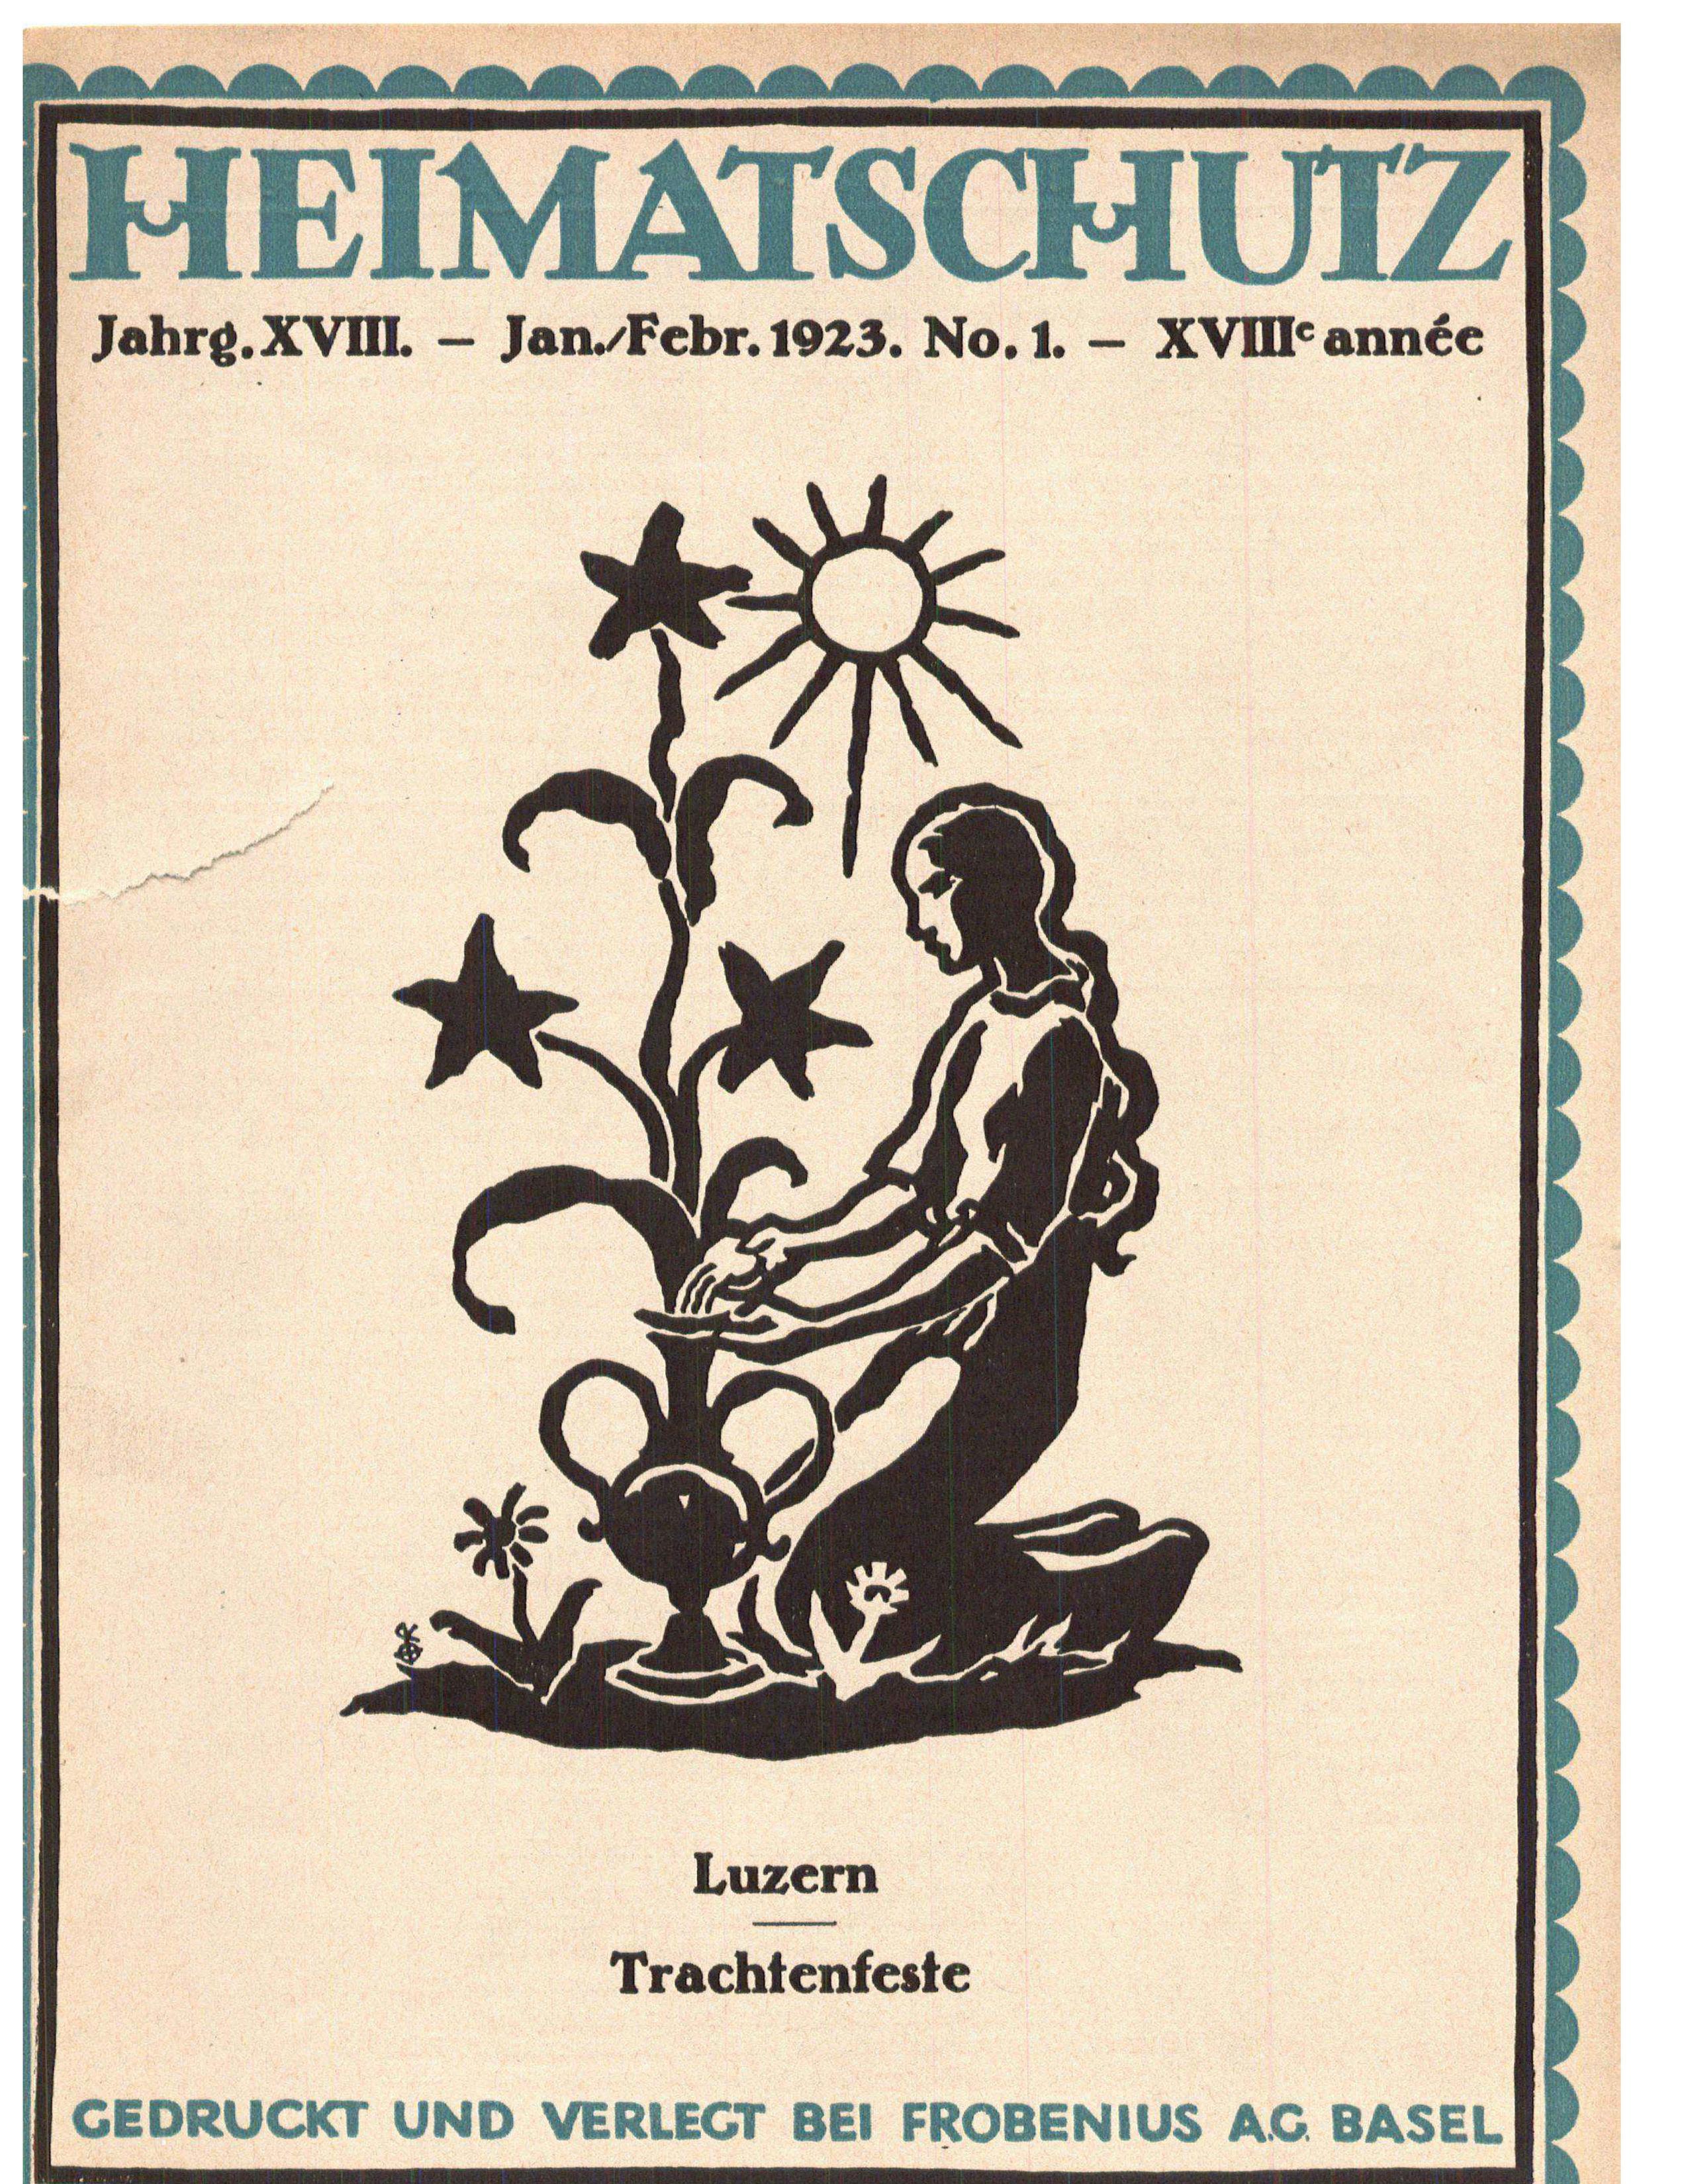 HEIMATSCHUTZ
Jahrg. XVIII. – Jan./Febr. 1923. No. 1. – XVIIIe année
Luzern
Trachtenfeste
GEDRUCKT UND VERLEGT BEI FROBENIUS A.G. BASEL